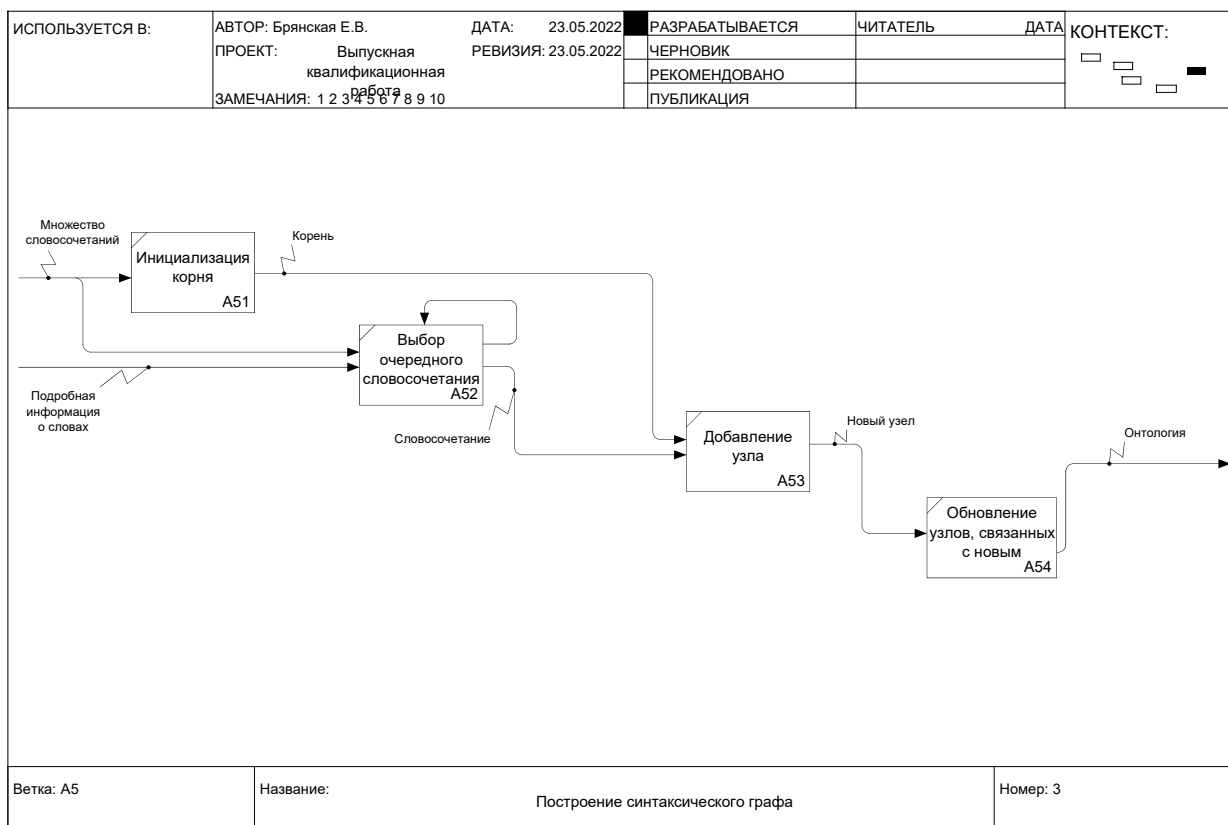 ИСПОЛЬЗУЕТСЯ В:
АВТОР: Брянская Е.В.
ДАТА: 23.05.2022
ПРОЕКТ: Выпускная
квалификационная
работа
РЕВИЗИЯ: 23.05.2022
ЗАМЕЧАНИЯ: 1 2 3 4 5 6 7 8 9 10
РАЗРАБАТЫВАЕТСЯ
ЧЕРНОВИК
РЕКОМЕНДОВАНО
ПУБЛИКАЦИЯ
ЧИТАТЕЛЬ
ДАТА
КОНТЕКСТ:
Множество
словосочетаний
Инициализация
корня
A51
Корень
Выбор
очередного
словосочетания
A52
Подробная
информация
о словах
Словосочетание
Добавление
узла
A53
Новый узел
Онтология
Обновление
узлов, связанных
с новым
A54
Ветка: A5
Название:
Построение синтаксического графа
Номер: 3